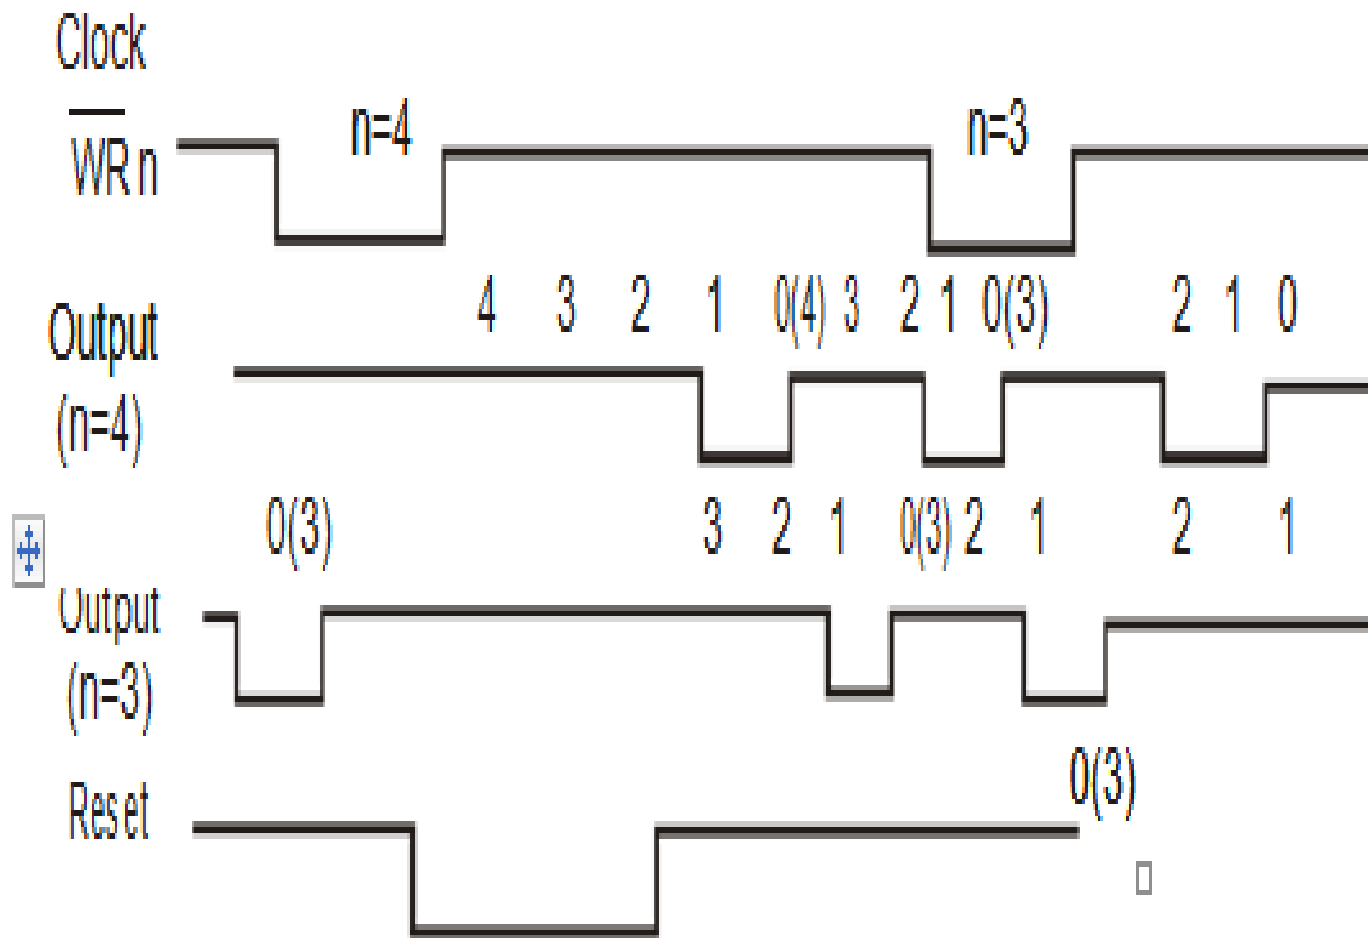 Clock
n=4 n=3
WR n
4 3 2 1 0(4) 3 2 1 0(3) 2 1 0
Output
(n=4)
0(3) 3 2 1 0(3) 2 1 2 1
Output
(n=3)
0(3)
Reset